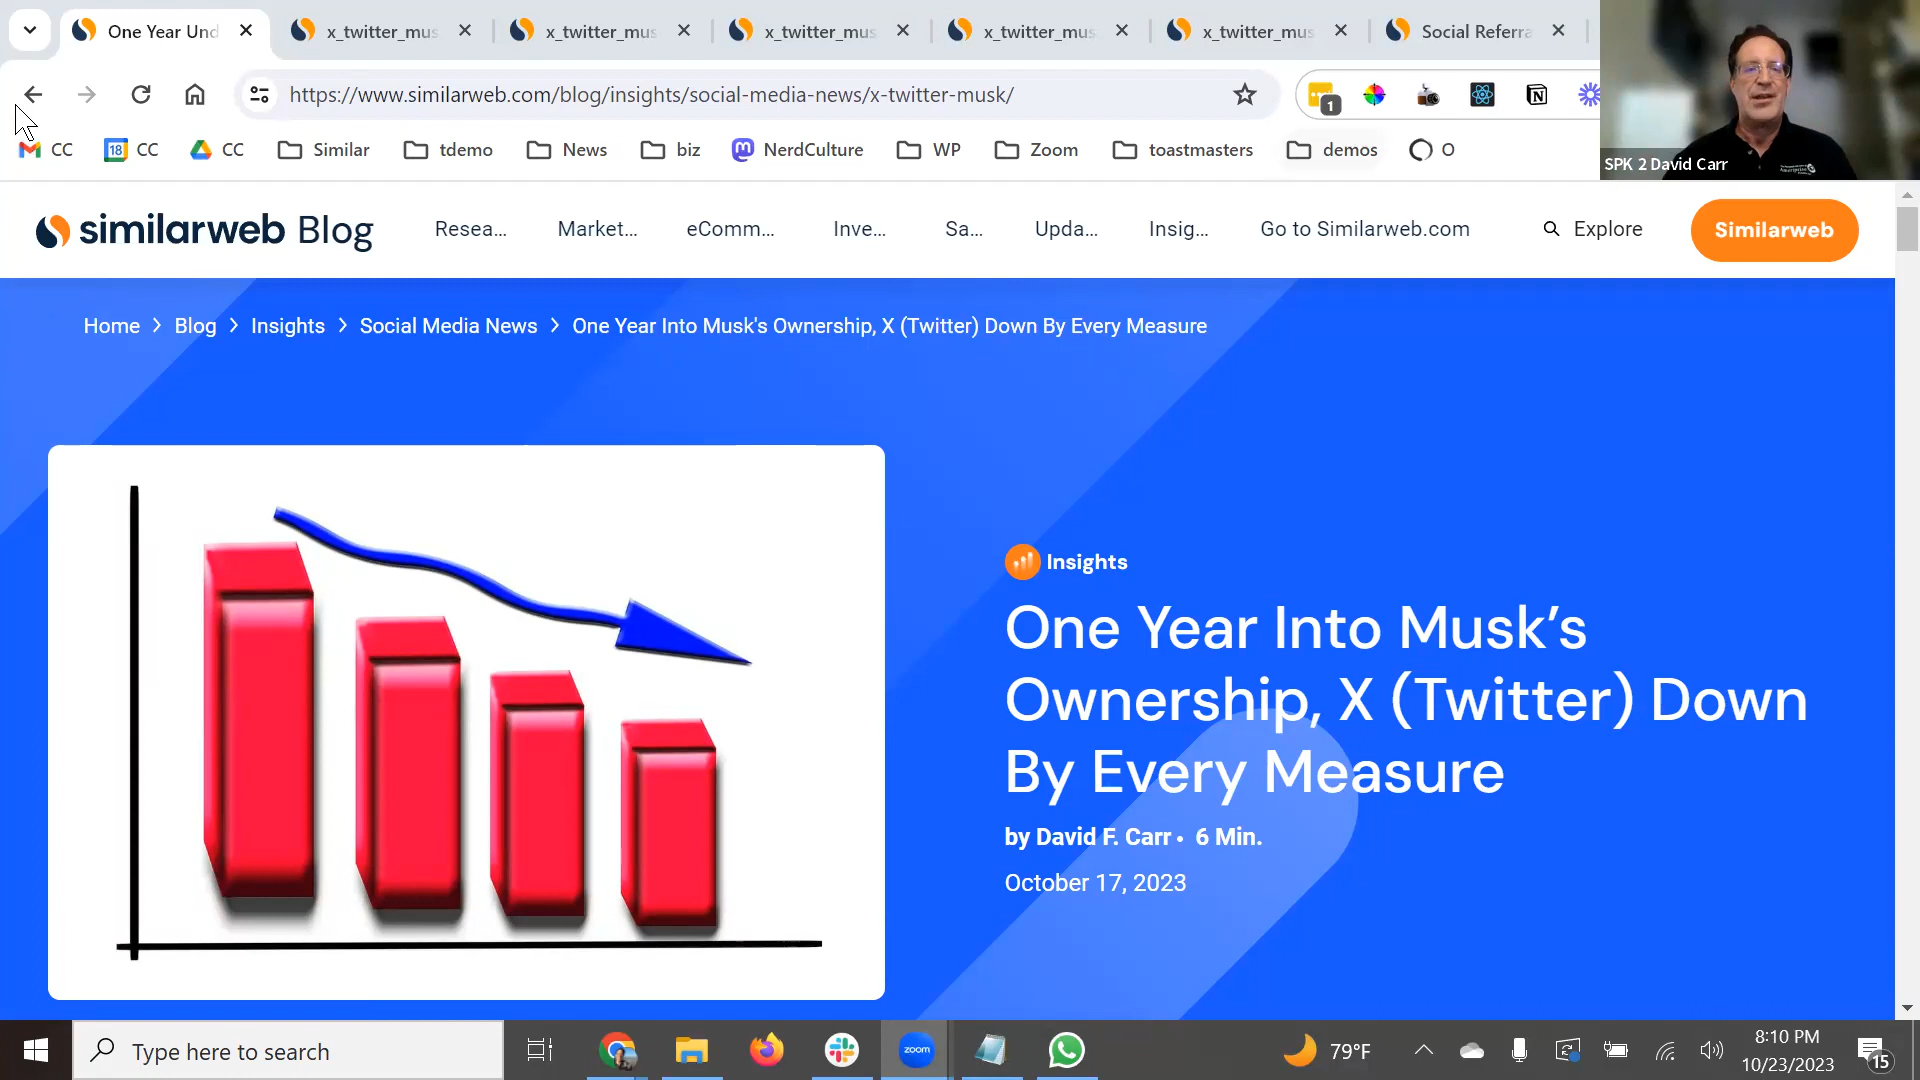 One Year Und
x_twitter_mus
x_twitter_mus
x_twitter_mus
x_twitter_mus
x_twitter_mus
Social Referra
https://www.similarweb.com/blog/insights/social-media-news/x-twitter-musk/
1
CC
18 CC
CC
Similar
tdemo
News
biz
NerdCulture
WP
Zoom
toastmasters
demos
O
SPK 2 David Carr
similarweb Blog
Resea...
Market...
eComm...
Inve...
Sa...
Upda...
Insig...
Go to Similarweb.com
Explore
Similarweb
Home > Blog > Insights > Social Media News > One Year Into Musk's Ownership, X (Twitter) Down By Every Measure
Insights
One Year Into Musk’s
Ownership, X (Twitter) Down
By Every Measure
by David F. Carr • 6 Min.
October 17, 2023
Type here to search
zoom
79°F
8:10 PM
10/23/2023
15